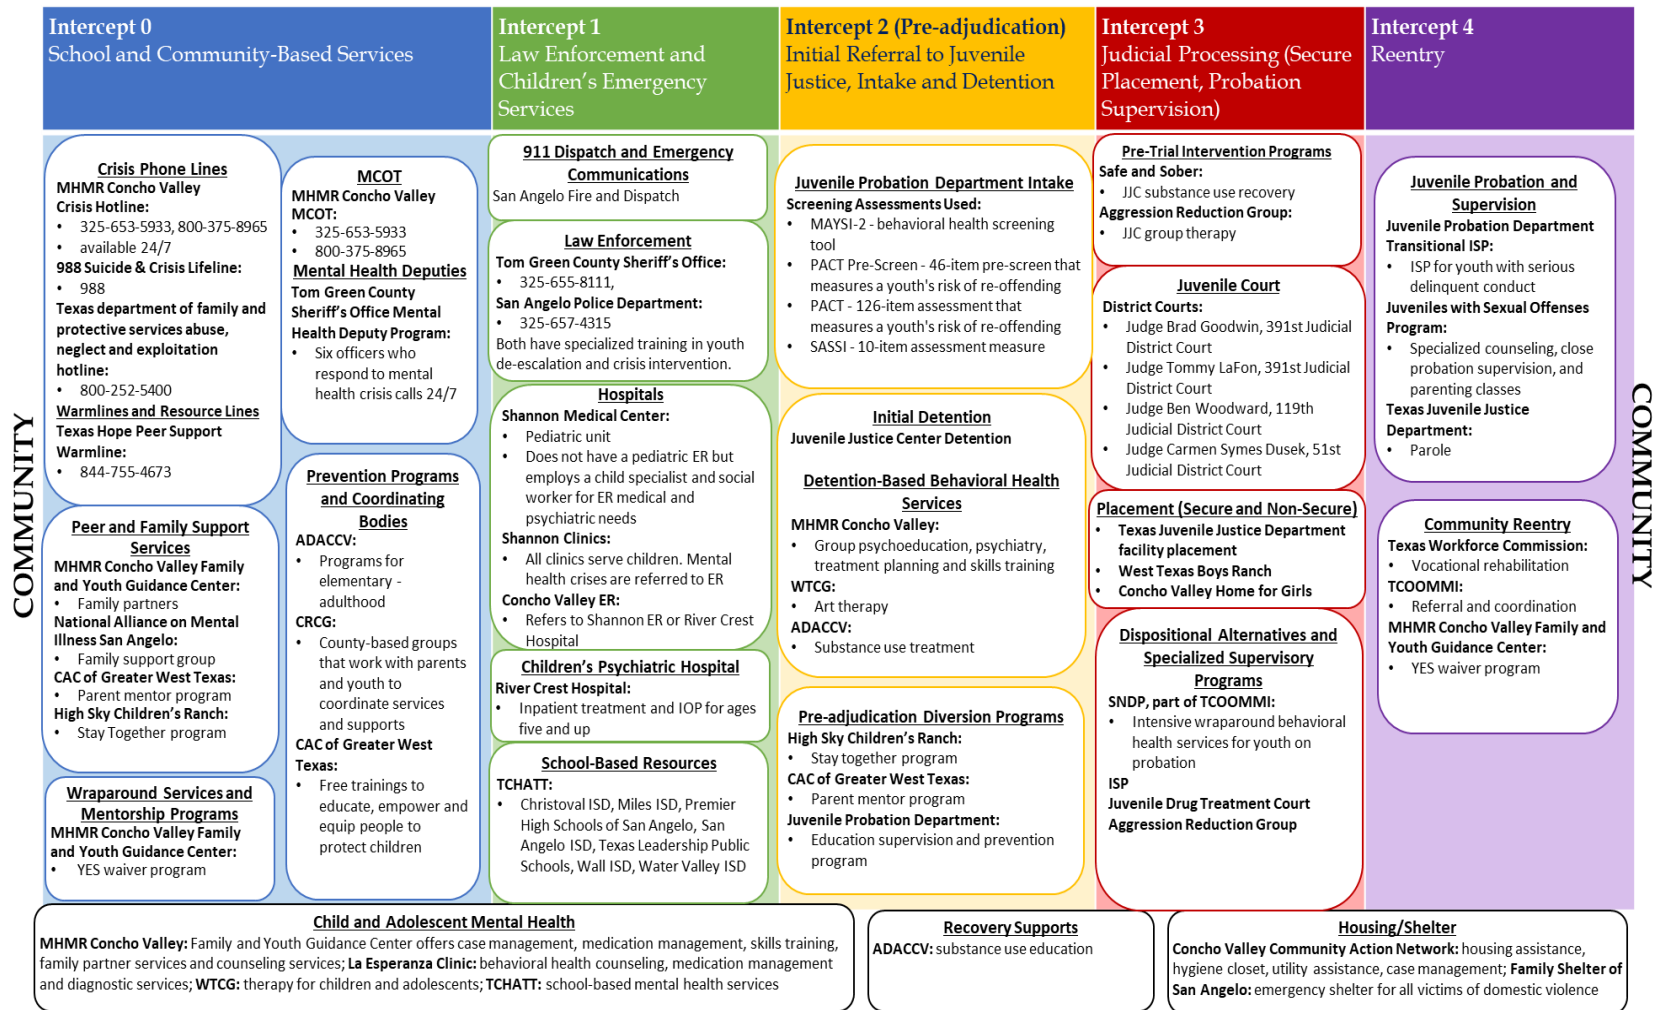 Intercept 0
School and Community-Based Services
Intercept 1
Law Enforcement and
Children's Emergency
Services
Intercept 2 (Pre-adjudication)
Initial Referral to Juvenile
Justice, Intake and Detention
Intercept 3
Judicial Processing (Secure
Placement, Probation
Supervision)
Intercept 4
Reentry
COMMUNITY
Crisis Phone Lines
MHMR Concho Valley
Crisis Hotline:
• 325-653-5933, 800-375-8965
• available 24/7
988 Suicide & Crisis Lifeline:
• 988
Texas department of family and
protective services abuse,
neglect and exploitation
hotline:
• 800-252-5400
Warmlines and Resource Lines
Texas Hope Peer Support
Warmline:
• 844-755-4673
Peer and Family Support
Services
MHMR Concho Valley Family
and Youth Guidance Center:
• Family partners
National Alliance on Mental
Illness San Angelo:
• Family support group
CAC of Greater West Texas:
• Parent mentor program
High Sky Children's Ranch:
• Stay Together program
Wraparound Services and
Mentorship Programs
MHMR Concho Valley Family
and Youth Guidance Center:
• YES waiver program
MCOT
MHMR Concho Valley
MCOT:
• 325-653-5933
• 800-375-8965
Mental Health Deputies
Tom Green County
Sheriff's Office Mental
Health Deputy Program:
• Six officers who
respond to mental
health crisis calls 24/7
Prevention Programs
and Coordinating
Bodies
ADACCV:
• Programs for
elementary -
adulthood
CRCG:
• County-based groups
that work with parents
and youth to
coordinate services
and supports
CAC of Greater West
Texas:
• Free trainings to
educate, empower and
equip people to
protect children
911 Dispatch and Emergency
Communications
San Angelo Fire and Dispatch
Law Enforcement
Tom Green County Sheriff's Office:
• 325-655-8111,
San Angelo Police Department:
• 325-657-4315
Both have specialized training in youth
de-escalation and crisis intervention.
Hospitals
Shannon Medical Center:
• Pediatric unit
• Does not have a pediatric ER but
employs a child specialist and social
worker for ER medical and
psychiatric needs
Shannon Clinics:
• All clinics serve children. Mental
health crises are referred to ER
Concho Valley ER:
• Refers to Shannon ER or River Crest
Hospital
Children's Psychiatric Hospital
River Crest Hospital:
• Inpatient treatment and IOP for ages
five and up
School-Based Resources
TCHATT:
• Christoval ISD, Miles ISD, Premier
High Schools of San Angelo, San
Angelo ISD, Texas Leadership Public
Schools, Wall ISD, Water Valley ISD
Juvenile Probation Department Intake
Screening Assessments Used:
• MAYSI-2 - behavioral health screening
tool
• PACT Pre-Screen - 46-item pre-screen that
measures a youth's risk of re-offending
• PACT - 126-item assessment that
measures a youth's risk of re-offending
• SASSI - 10-item assessment measure
Initial Detention
Juvenile Justice Center Detention
Detention-Based Behavioral Health
Services
MHMR Concho Valley:
• Group psychoeducation, psychiatry,
treatment planning and skills training
WTCG:
• Art therapy
ADACCV:
• Substance use treatment
Pre-adjudication Diversion Programs
High Sky Children's Ranch:
• Stay together program
CAC of Greater West Texas:
• Parent mentor program
Juvenile Probation Department:
• Education supervision and prevention
program
Pre-Trial Intervention Programs
Safe and Sober:
• JJC substance use recovery
Aggression Reduction Group:
• JJC group therapy
Juvenile Court
District Courts:
• Judge Brad Goodwin, 391st Judicial
District Court
• Judge Tommy LaFon, 391st Judicial
District Court
• Judge Ben Woodward, 119th
Judicial District Court
• Judge Carmen Symes Dusek, 51st
Judicial District Court
Placement (Secure and Non-Secure)
• Texas Juvenile Justice Department
facility placement
• West Texas Boys Ranch
• Concho Valley Home for Girls
Dispositional Alternatives and
Specialized Supervisory
Programs
SNDP, part of TCOOMMI:
• Intensive wraparound behavioral
health services for youth on
probation
ISP
Juvenile Drug Treatment Court
Aggression Reduction Group
Juvenile Probation and
Supervision
Juvenile Probation Department
Transitional ISP:
• ISP for youth with serious
delinquent conduct
Juveniles with Sexual Offenses
Program:
• Specialized counseling, close
probation supervision, and
parenting classes
Texas Juvenile Justice
Department:
• Parole
Community Reentry
Texas Workforce Commission:
• Vocational rehabilitation
TCOOMMI:
• Referral and coordination
MHMR Concho Valley Family and
Youth Guidance Center:
• YES waiver program
COMMUNITY
Child and Adolescent Mental Health
MHMR Concho Valley: Family and Youth Guidance Center offers case management, medication management, skills training,
family partner services and counseling services; La Esperanza Clinic: behavioral health counseling, medication management
and diagnostic services; WTCG: therapy for children and adolescents; TCHATT: school-based mental health services
Recovery Supports
ADACCV: substance use education
Housing/Shelter
Concho Valley Community Action Network: housing assistance,
hygiene closet, utility assistance, case management; Family Shelter of
San Angelo: emergency shelter for all victims of domestic violence